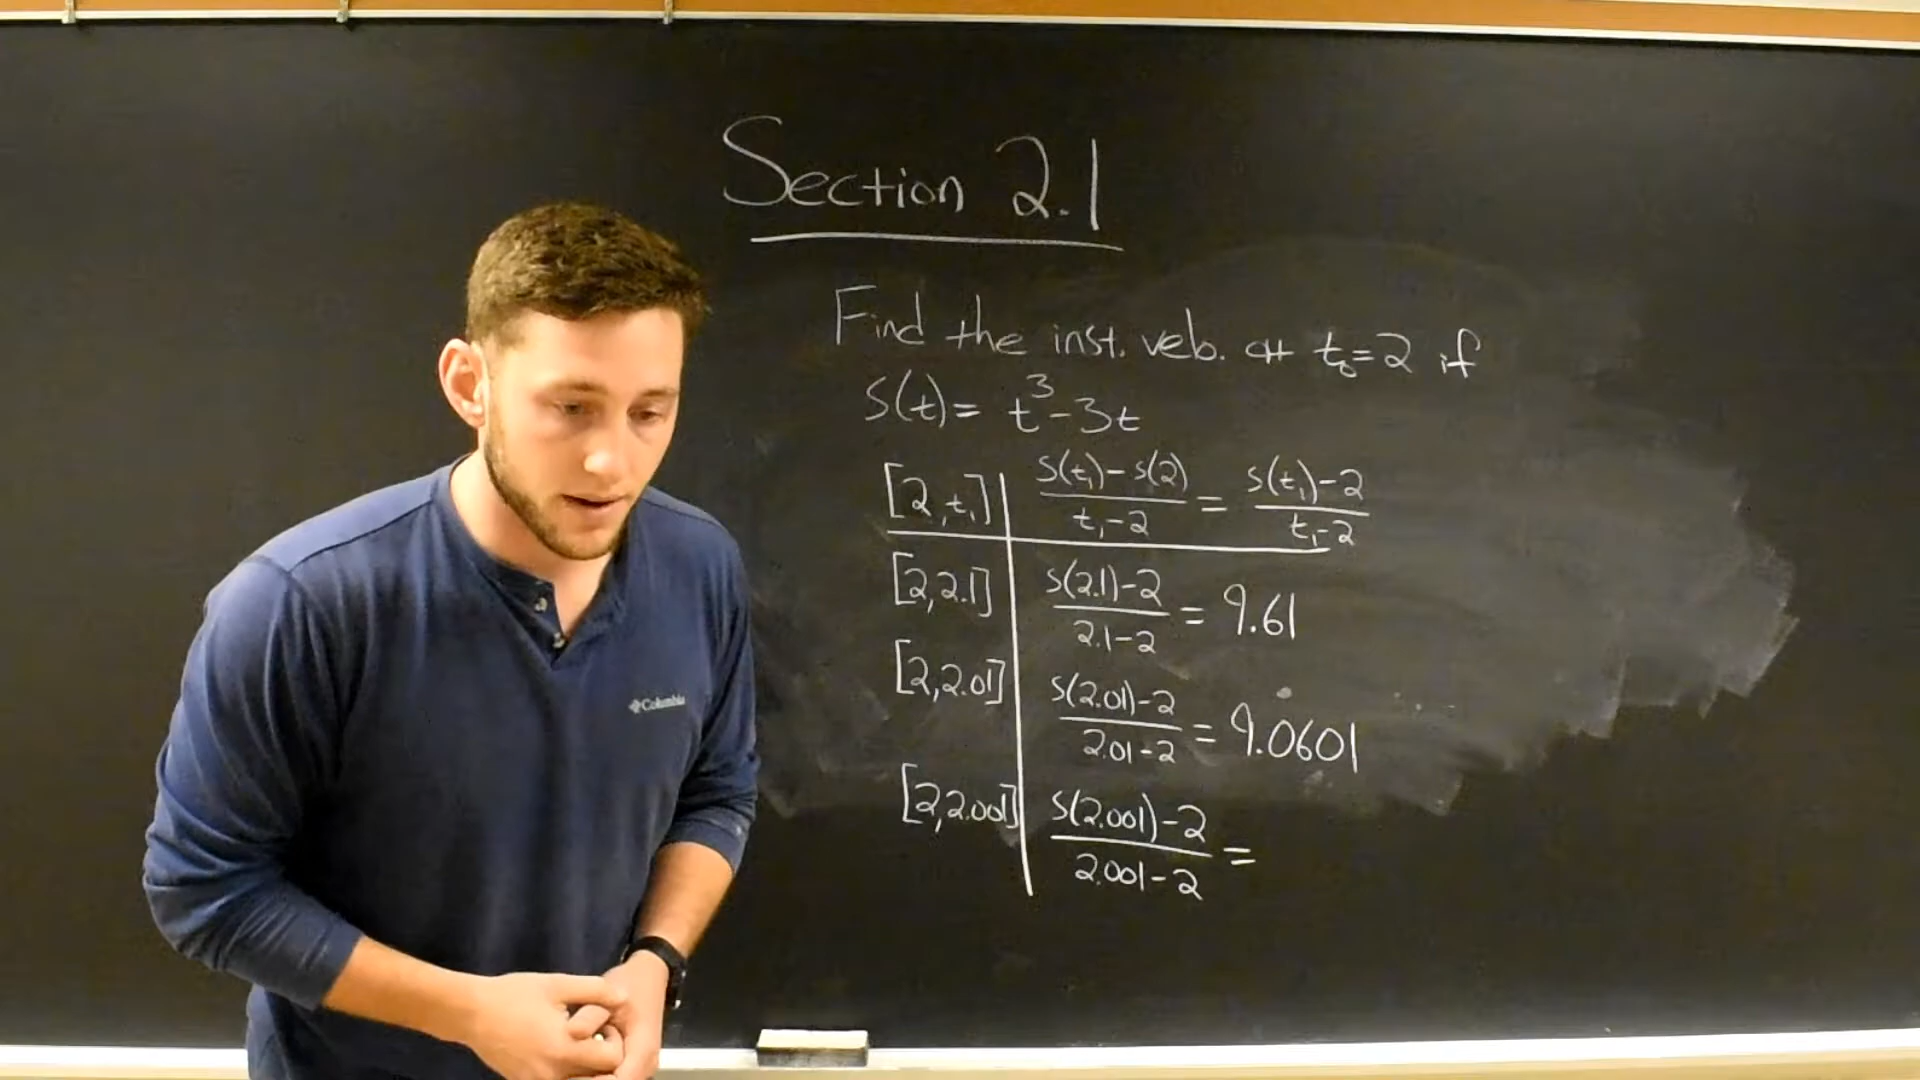 Section 2.1
Find the inst. velo. at t₀=2 if
s(t)= t³-3t
[2,t₁] (s(t₁)-s(2))/(t₁-2) = (s(t₁)-2)/(t₁-2)
[2,2.1] (s(2.1)-2)/(2.1-2) = 9.61
[2,2.01] (s(2.01)-2)/(2.01-2) = 9.0601
[2,2.001] (s(2.001)-2)/(2.001-2) =
Columbia